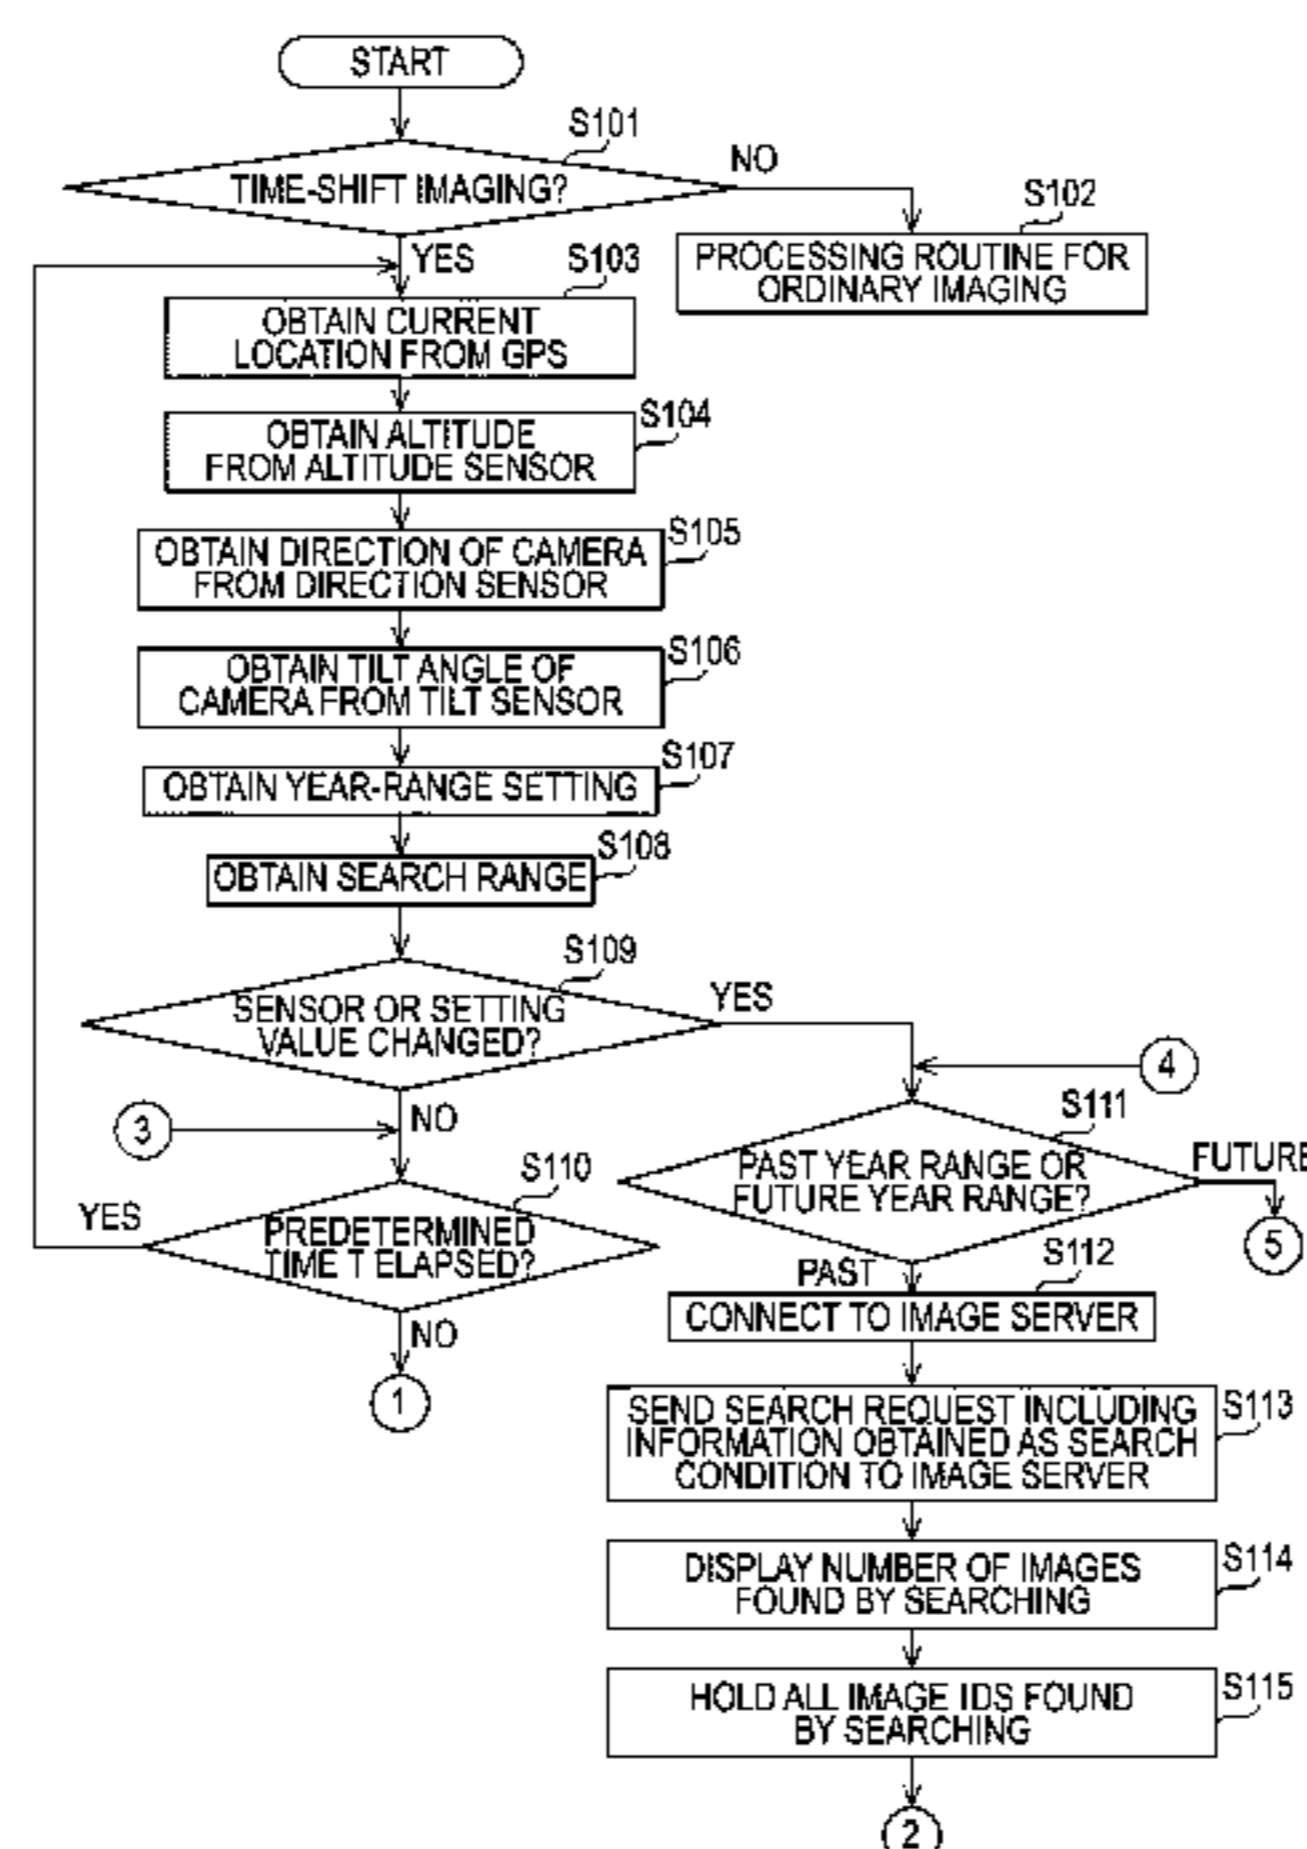 START
S101
TIME-SHIFT IMAGING?
NO
S102
PROCESSING ROUTINE FOR
ORDINARY IMAGING
YES
S103
OBTAIN CURRENT
LOCATION FROM GPS
S104
OBTAIN ALTITUDE
FROM ALTITUDE SENSOR
S105
OBTAIN DIRECTION OF CAMERA
FROM DIRECTION SENSOR
S106
OBTAIN TILT ANGLE OF
CAMERA FROM TILT SENSOR
S107
OBTAIN YEAR-RANGE SETTING
S108
OBTAIN SEARCH RANGE
S109
SENSOR OR SETTING
VALUE CHANGED?
YES
4
3
NO
S110
PREDETERMINED
TIME T ELAPSED?
YES
NO
1
S111
PAST YEAR RANGE OR
FUTURE YEAR RANGE?
FUTURE
5
PAST
S112
CONNECT TO IMAGE SERVER
S113
SEND SEARCH REQUEST INCLUDING
INFORMATION OBTAINED AS SEARCH
CONDITION TO IMAGE SERVER
S114
DISPLAY NUMBER OF IMAGES
FOUND BY SEARCHING
S115
HOLD ALL IMAGE IDS FOUND
BY SEARCHING
2